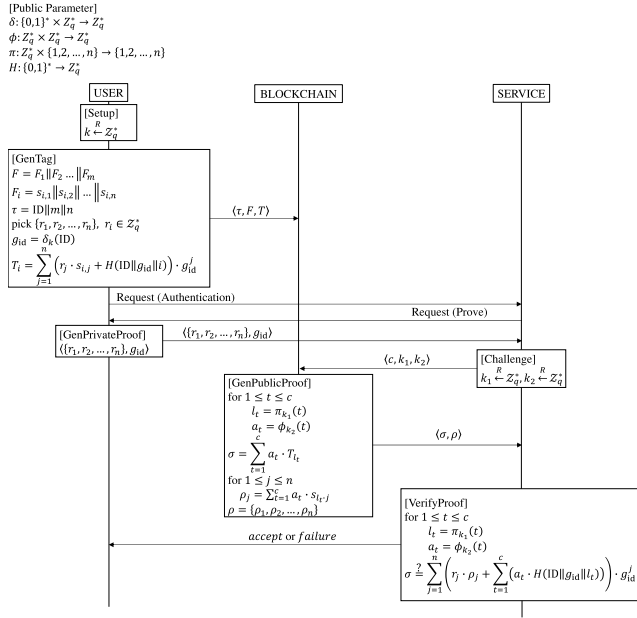 [Public Parameter]
δ: {0,1}* × Z_q^* → Z_q^*
ϕ: Z_q^* × Z_q^* → Z_q^*
π: Z_q^* × {1,2, … , n} → {1,2, … , n}
H: {0,1}* → Z_q^*
USER
BLOCKCHAIN
SERVICE
[Setup]
k ←^R Z_q^*
[GenTag]
F = F_1‖F_2 … ‖F_m
F_i = s_{i,1}‖s_{i,2}‖ … ‖s_{i,n}
τ = ID‖m‖n
pick {r_1, r_2, … , r_n}, r_i ∈ Z_q^*
g_id = δ_k(ID)
T_i = ∑_{j=1}^{n} (r_j · s_{i,j} + H(ID‖g_id‖i)) · g_id^j
⟨τ, F, T⟩
Request (Authentication)
Request (Prove)
[GenPrivateProof]
⟨{r_1, r_2, … , r_n}, g_id⟩
⟨{r_1, r_2, … , r_n}, g_id⟩
[Challenge]
k_1 ←^R Z_q^*, k_2 ←^R Z_q^*
⟨c, k_1, k_2⟩
[GenPublicProof]
for 1 ≤ t ≤ c
l_t = π_{k_1}(t)
a_t = ϕ_{k_2}(t)
σ = ∑_{t=1}^{c} a_t · T_{l_t}
for 1 ≤ j ≤ n
ρ_j = ∑_{t=1}^{c} a_t · s_{l_t·j}
ρ = {ρ_1, ρ_2, … , ρ_n}
⟨σ, ρ⟩
[VerifyProof]
for 1 ≤ t ≤ c
l_t = π_{k_1}(t)
a_t = ϕ_{k_2}(t)
σ ≟ ∑_{j=1}^{n} (r_j · ρ_j + ∑_{t=1}^{c} (a_t · H(ID‖g_id‖l_t))) · g_id^j
accept or failure